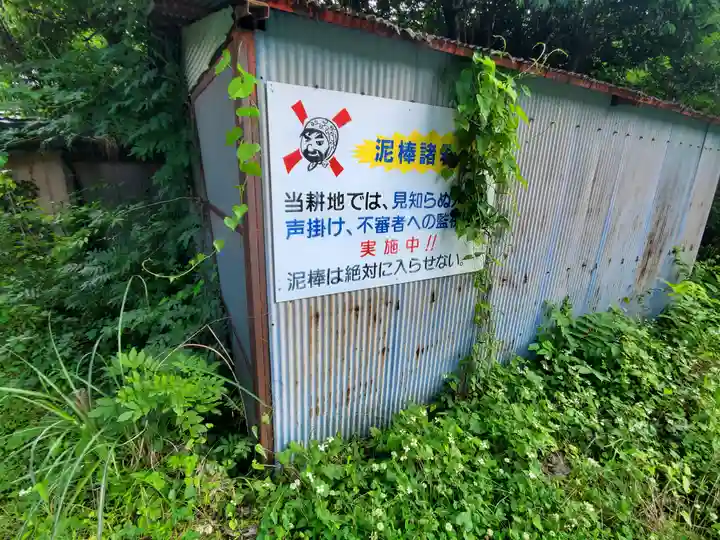 泥棒諸
当耕地では、見知らぬ
声掛け、不審者への監
実施中!!
泥棒は絶対に入らせない。